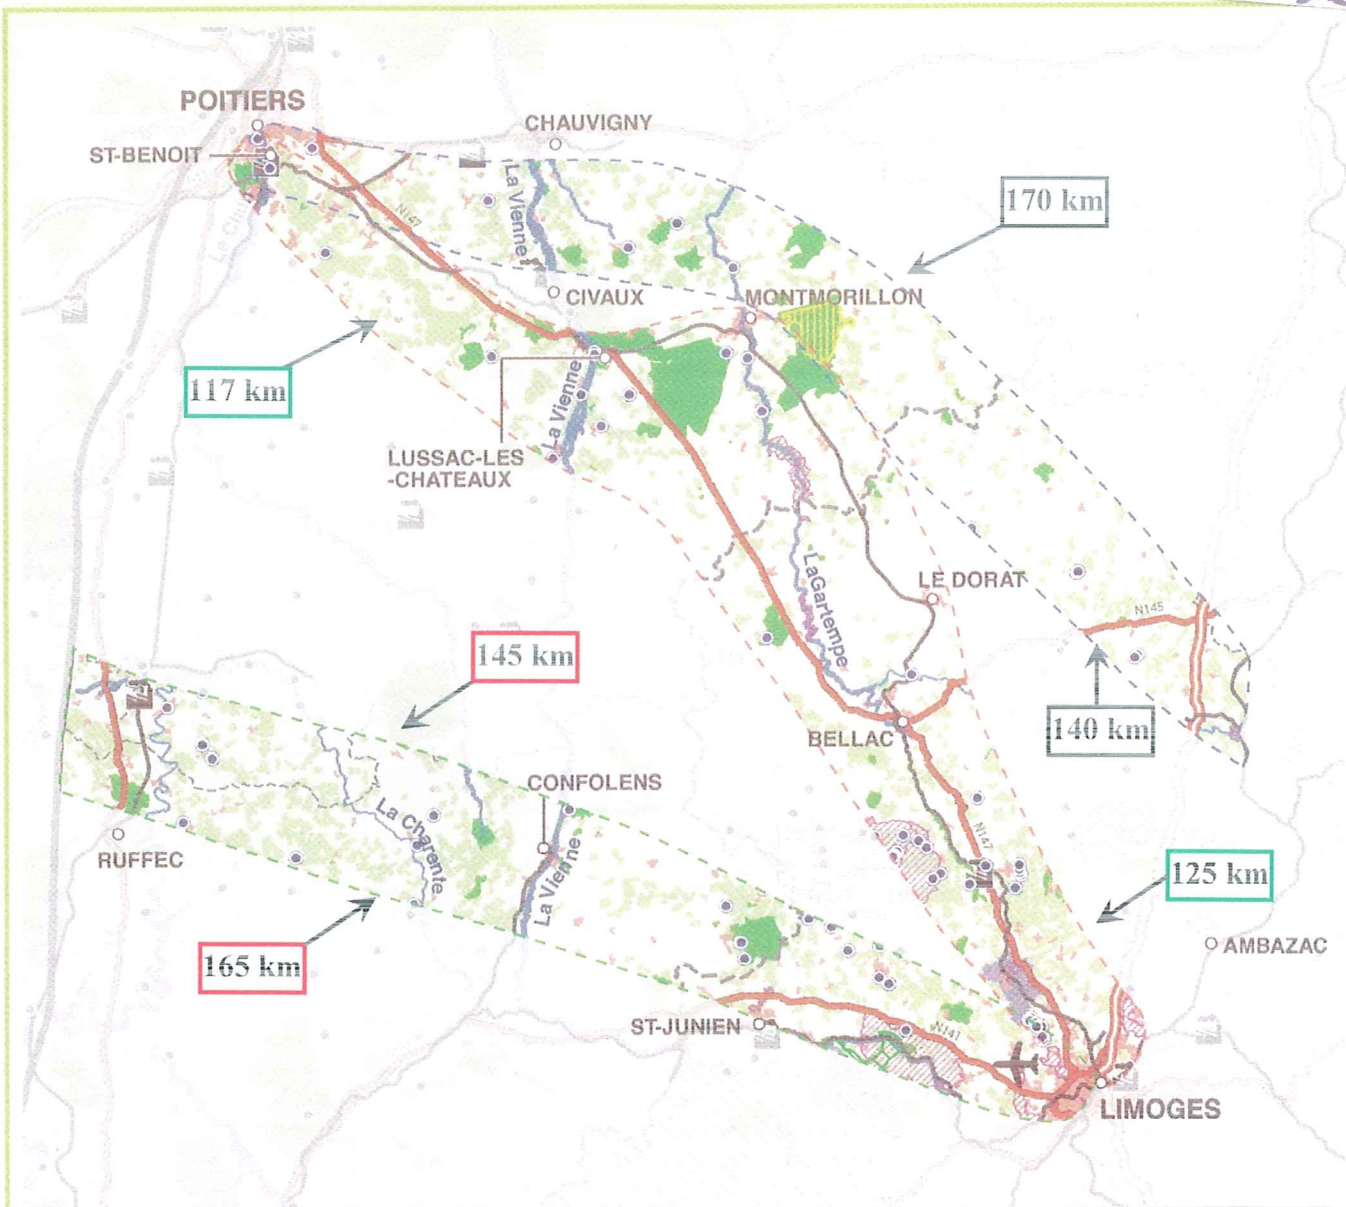 POITIERS
CHAUVIGNY
ST-BENOIT
La Vienne
170 km
N147
Le Clain
CIVAUX
MONTMORILLON
117 km
La Vienne
LUSSAC-LES
-CHATEAUX
LaGartempe
LE DORAT
N145
145 km
140 km
BELLAC
CONFOLENS
La Charente
N147
RUFFEC
La Vienne
125 km
165 km
AMBAZAC
ST-JUNIEN
N141
LIMOGES